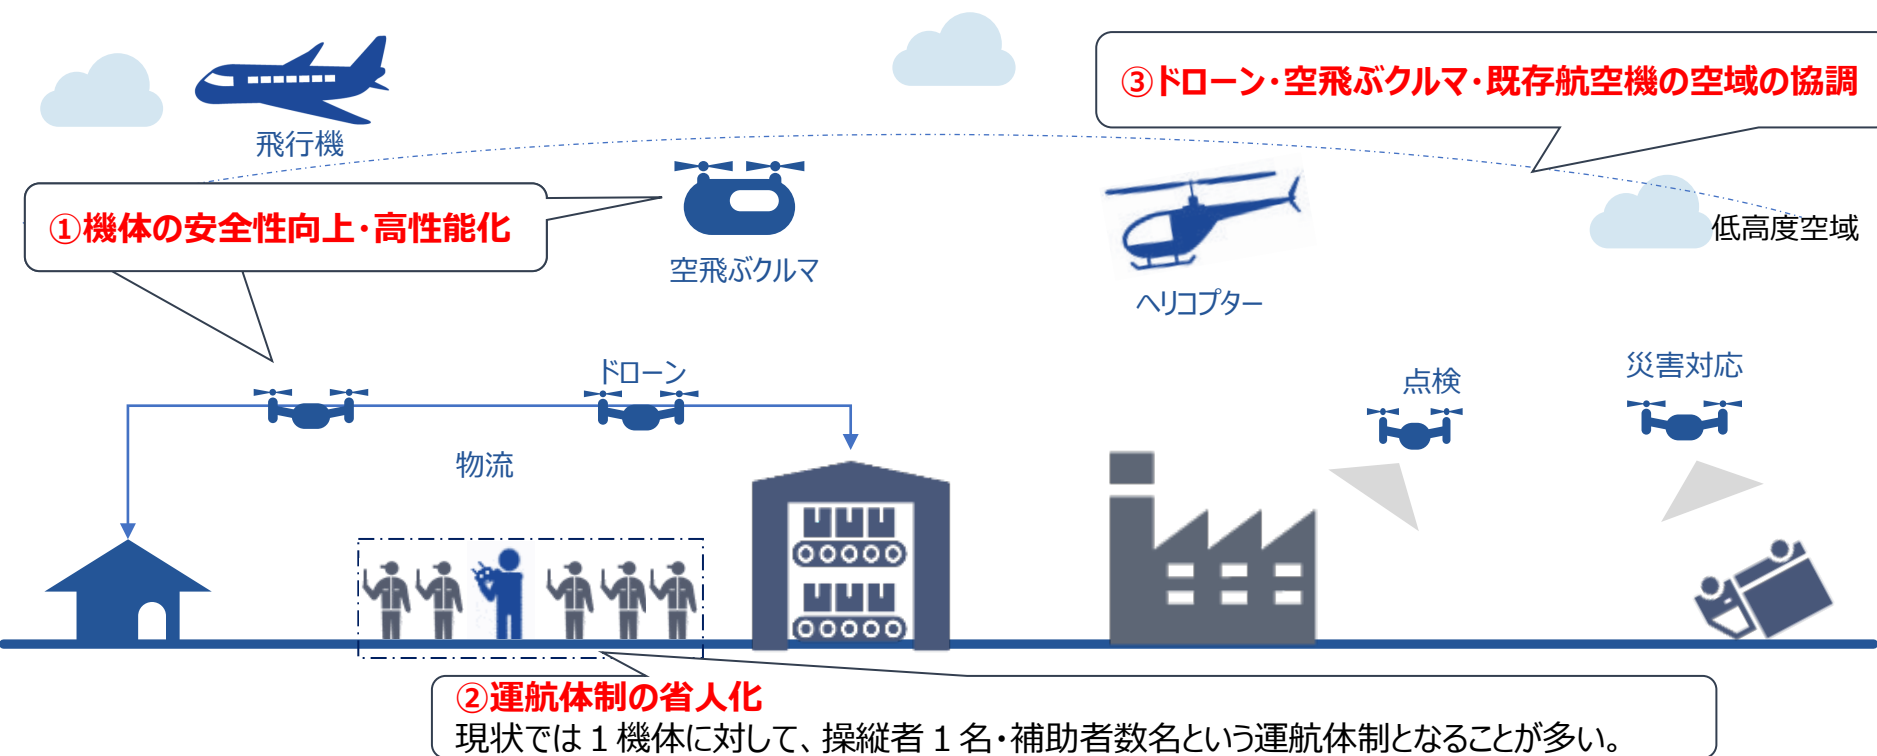 ③ドローン・空飛ぶクルマ・既存航空機の空域の協調
飛行機
①機体の安全性向上・高性能化
低高度空域
空飛ぶクルマ
ヘリコプター
ドローン
災害対応
点検
物流
②運航体制の省人化
現状では1機体に対して、操縦者1名・補助者数名という運航体制となることが多い。